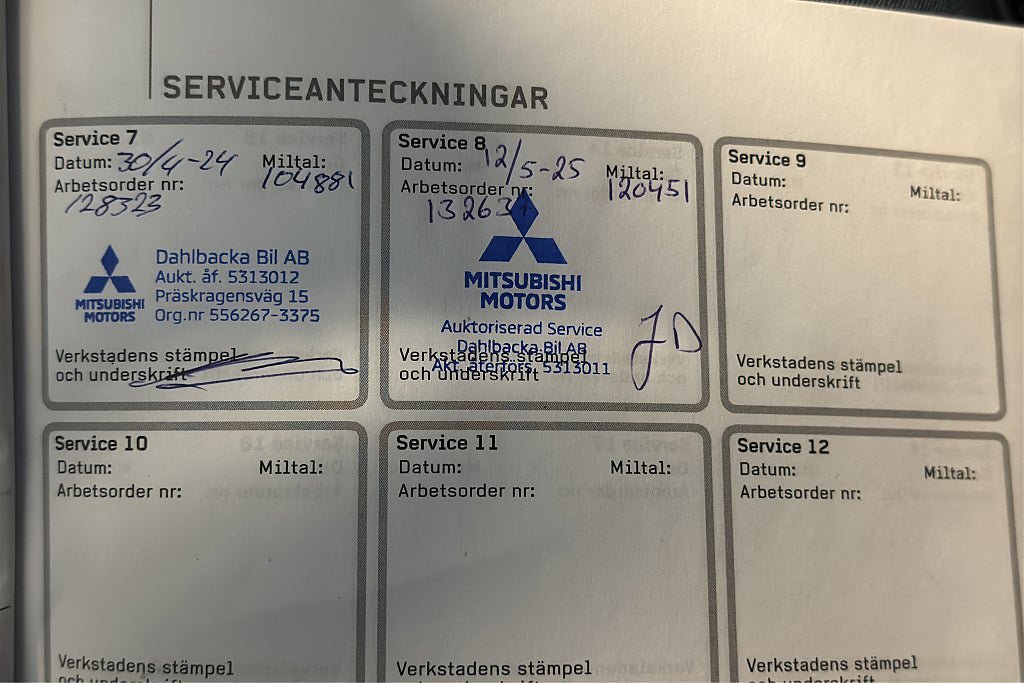 SERVICEANTECKNINGAR
Service 7
Datum: 30/4-24 Miltal: 104881
Arbetsorder nr:
128323
MITSUBISHI
MOTORS
Dahlbacka Bil AB
Aukt. åf. 5313012
Präskragensväg 15
Org.nr 556267-3375
Verkstadens stämpel
och underskrift
Service 8
Datum: 12/5-25 Miltal: 120451
Arbetsorder nr:
MITSUBISHI
MOTORS
Auktoriserad Service
Dahlbacka Bil AB
Verkstadens stämpel
Akt. återförs. 5313011
och underskrift
JD
Service 9
Datum: Miltal:
Arbetsorder nr:
Verkstadens stämpel
och underskrift
Service 10
Datum: Miltal:
Arbetsorder nr:
Verkstadens stämpel
Service 11
Datum: Miltal:
Arbetsorder nr:
Verkstadens stämpel
Service 12
Datum: Miltal:
Arbetsorder nr:
Verkstadens stämpel